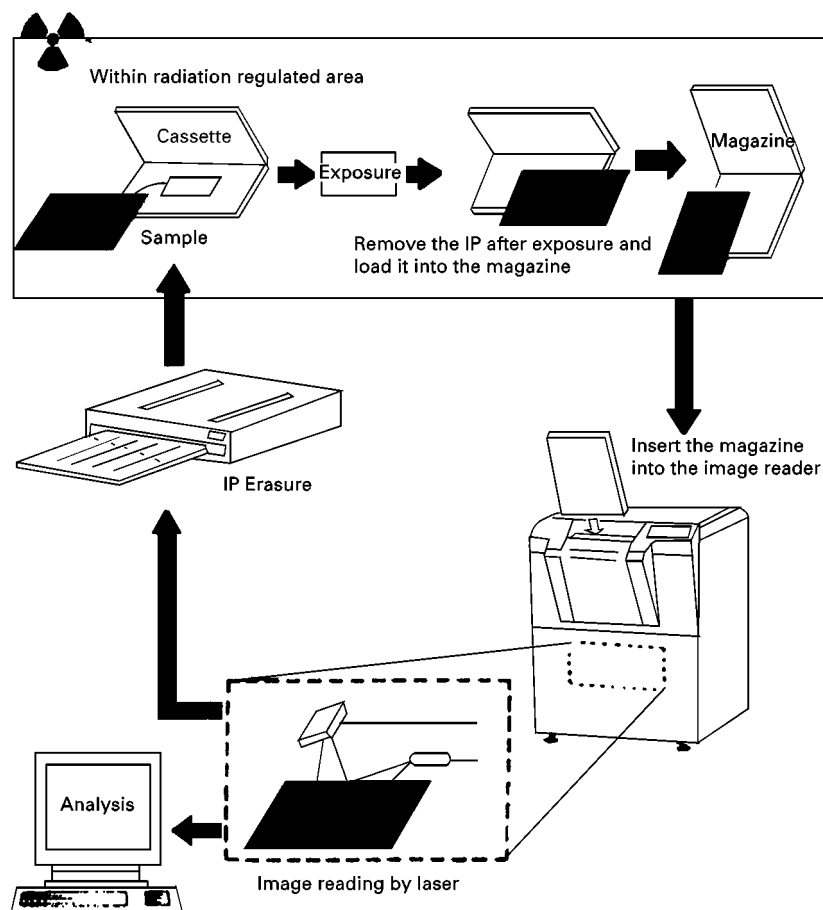 Within radiation regulated area
Cassette
Exposure
Magazine
Sample
Remove the IP after exposure and
load it into the magazine
Insert the magazine
into the image reader
IP Erasure
Analysis
Image reading by laser